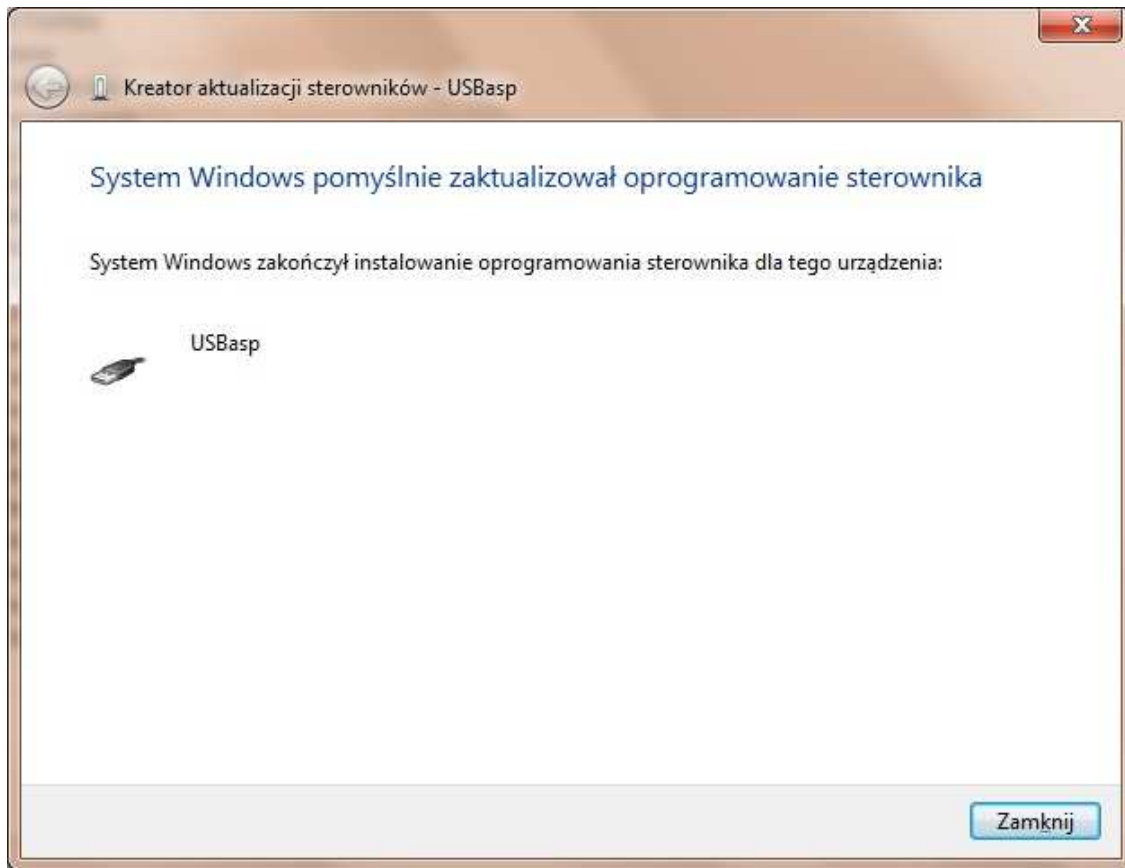 Kreator aktualizacji sterowników - USBasp
System Windows pomyślnie zaktualizował oprogramowanie sterownika
System Windows zakończył instalowanie oprogramowania sterownika dla tego urządzenia:
USBasp
Zamknij